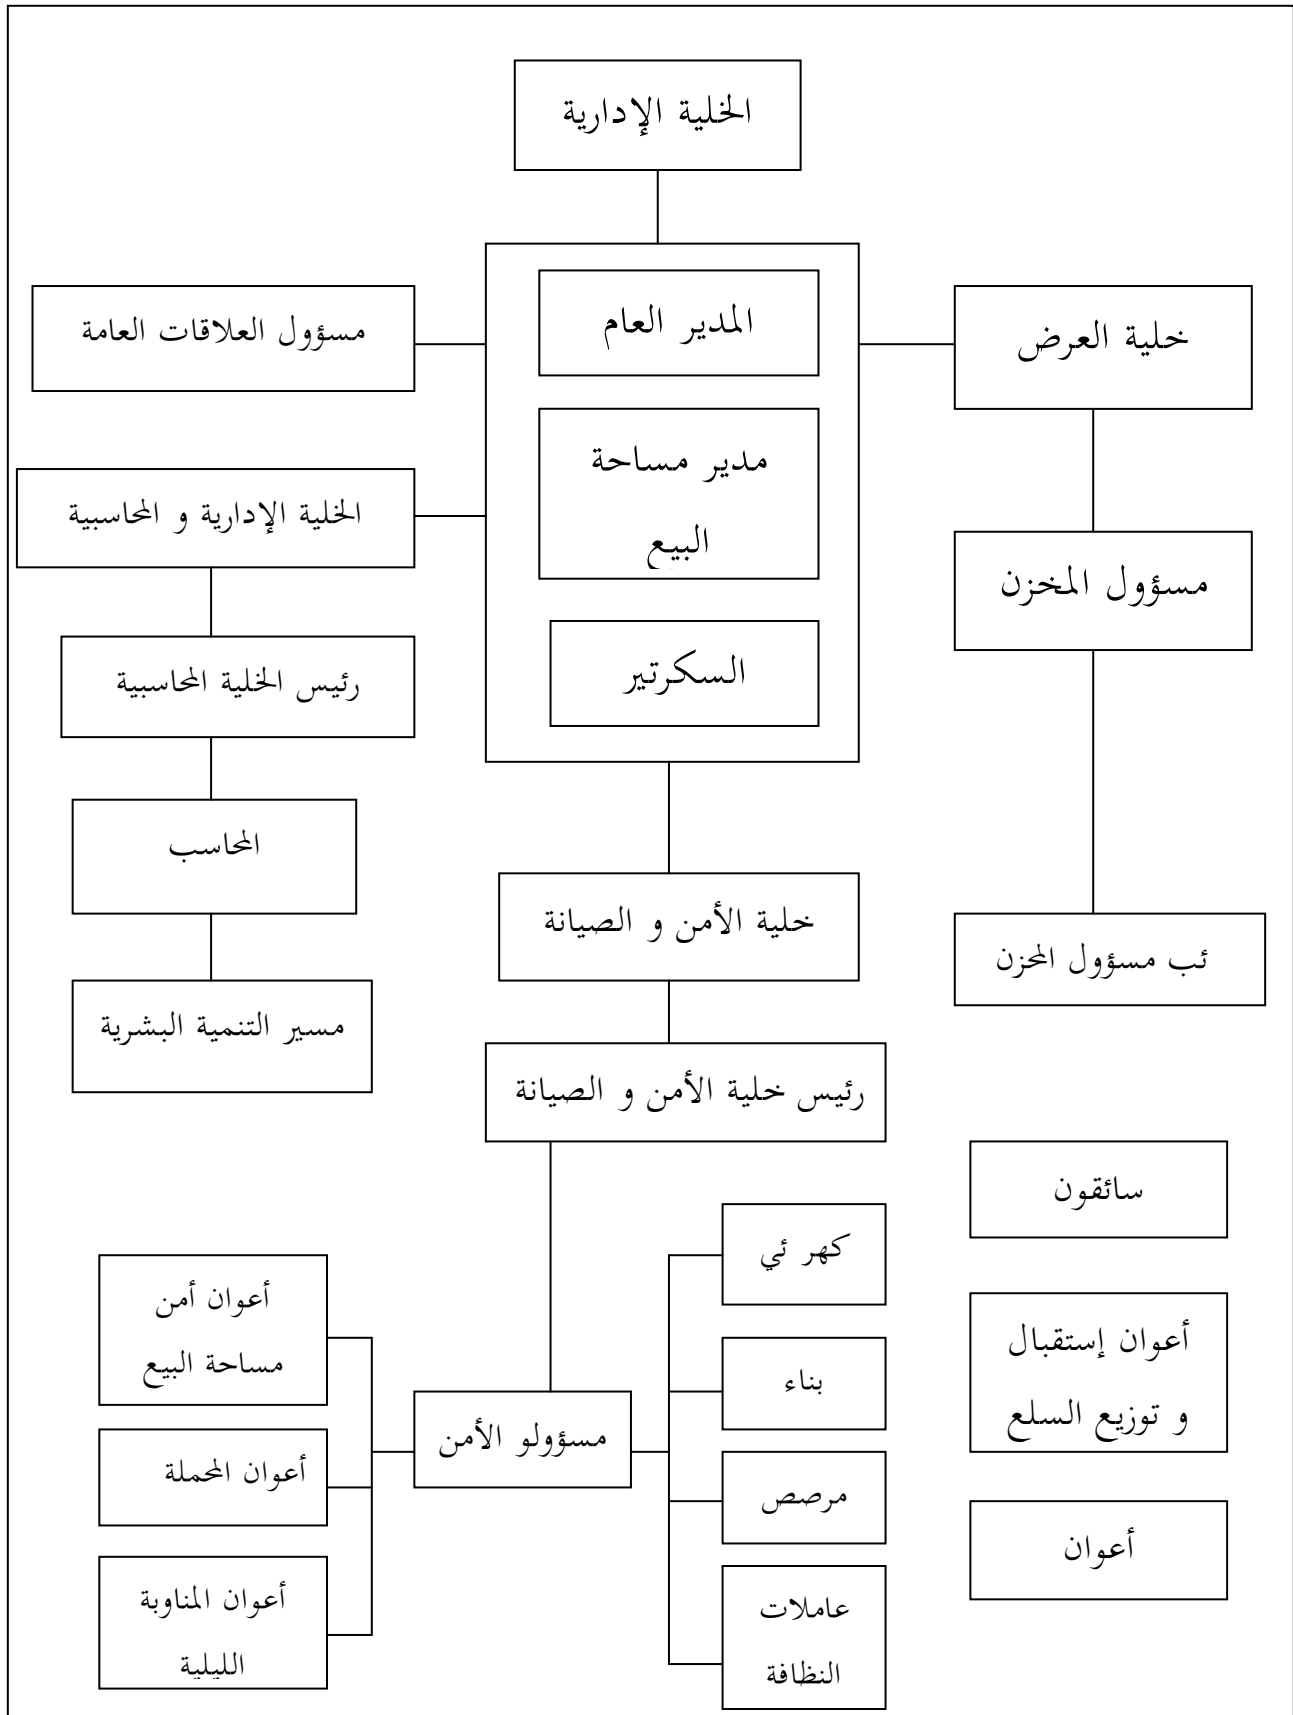 الخلية الإدارية
المدير العام
خلية العرض
مسؤول العلاقات العامة
مدير مساحة
البيع
الخلية الإدارية و المحاسبية
مسؤول المخزن
السكرتير
رئيس الخلية المحاسبية
المحاسب
خلية الأمن و الصيانة
ئب مسؤول المخزن
مسير التنمية البشرية
رئيس خلية الأمن و الصيانة
سائقون
كهر ئي
أعوان أمن
مساحة البيع
أعوان إستقبال
و توزيع السلع
بناء
مسؤولو الأمن
أعوان المحملة
مرصص
أعوان
أعوان المناوبة
الليلية
عاملات
النظافة